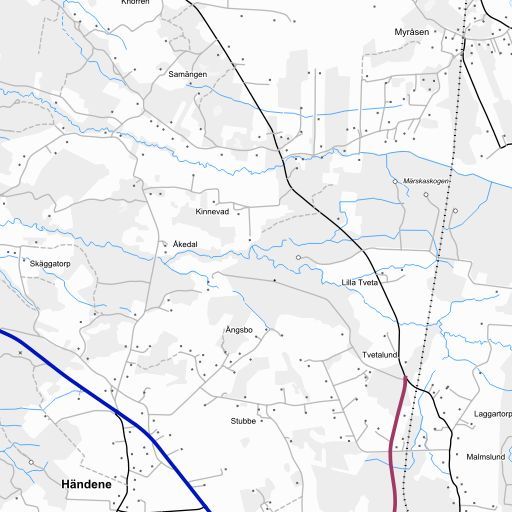 Knorren
Myråsen
Samängen
Märskaskogen
Kinnevad
Åkedal
Skäggatorp
Lilla Tveta
Ängsbo
Tvetalund
Laggartorp
Stubbe
Malmslund
Händene